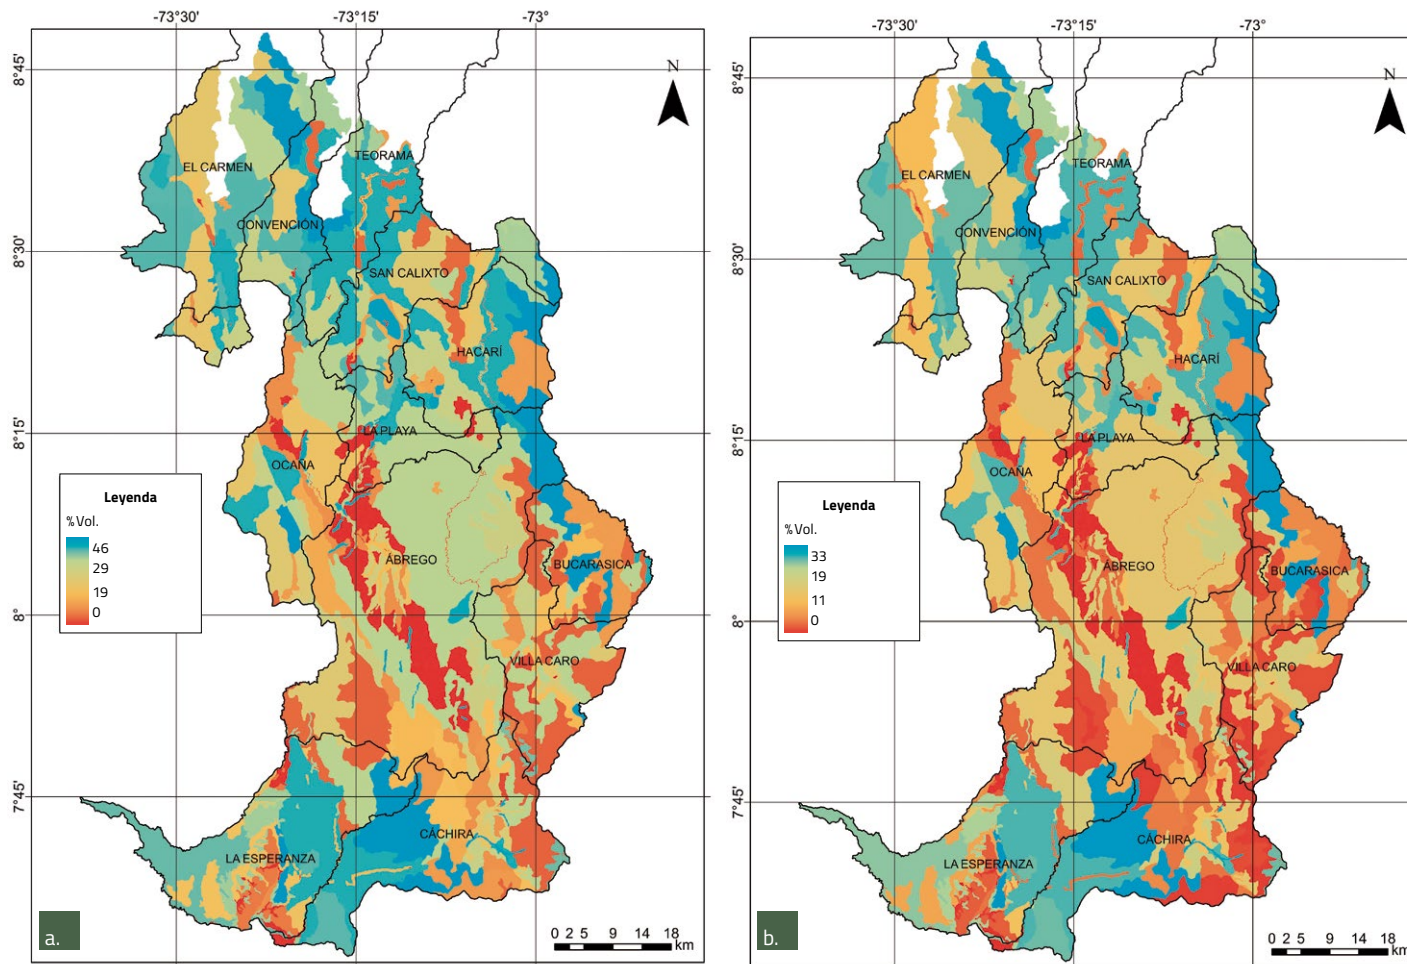 -73°30'
-73°15'
-73°
8°45'
8°30'
8°15'
8°
7°45'
N
EL CARMEN
TEORAMA
CONVENCIÓN
SAN CALIXTO
HACARÍ
LA PLAYA
OCAÑA
ÁBREGO
BUCARASICA
VILLA CARO
CÁCHIRA
LA ESPERANZA
Leyenda
%Vol.
46
29
19
0
a.
0 2 5 9 14 18
km
-73°30'
-73°15'
-73°
8°45'
8°30'
8°15'
8°
7°45'
N
EL CARMEN
TEORAMA
CONVENCIÓN
SAN CALIXTO
HACARÍ
LA PLAYA
OCAÑA
ÁBREGO
BUCARASICA
VILLA CARO
CÁCHIRA
LA ESPERANZA
Leyenda
%Vol.
33
19
11
0
b.
0 2 5 9 14 18
km